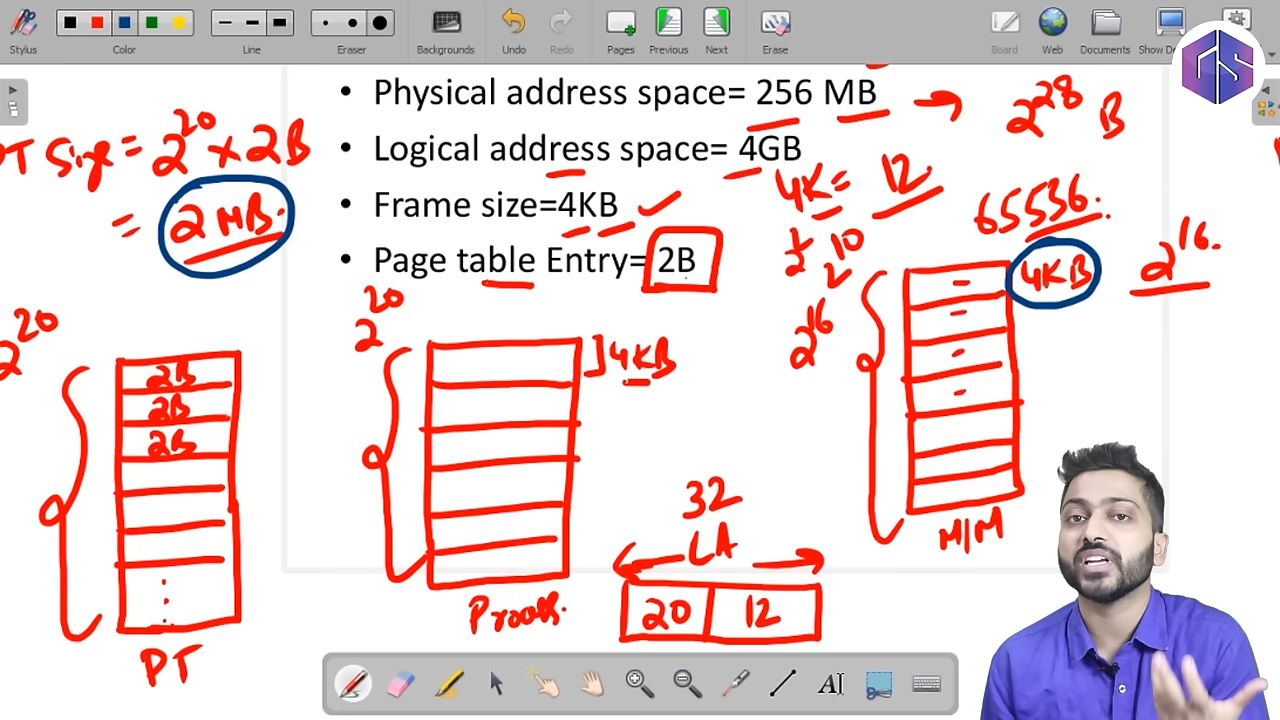 Stylus
Color
Line
Eraser
Backgrounds
Undo
Redo
Pages
Previous
Next
Erase
Board
Web
Documents
Show De
• Physical address space= 256 MB → 2^28 B
• Logical address space= 4GB
• Frame size=4KB
• Page table Entry= 2B
PT Size = 2^20 x 2B
= 2MB.
4K = 12
2^10
65536.
4KB
2^16.
2^20
2B
2B
2B
PT
2^20
4KB
2^16
M/M
32
LA
20 12